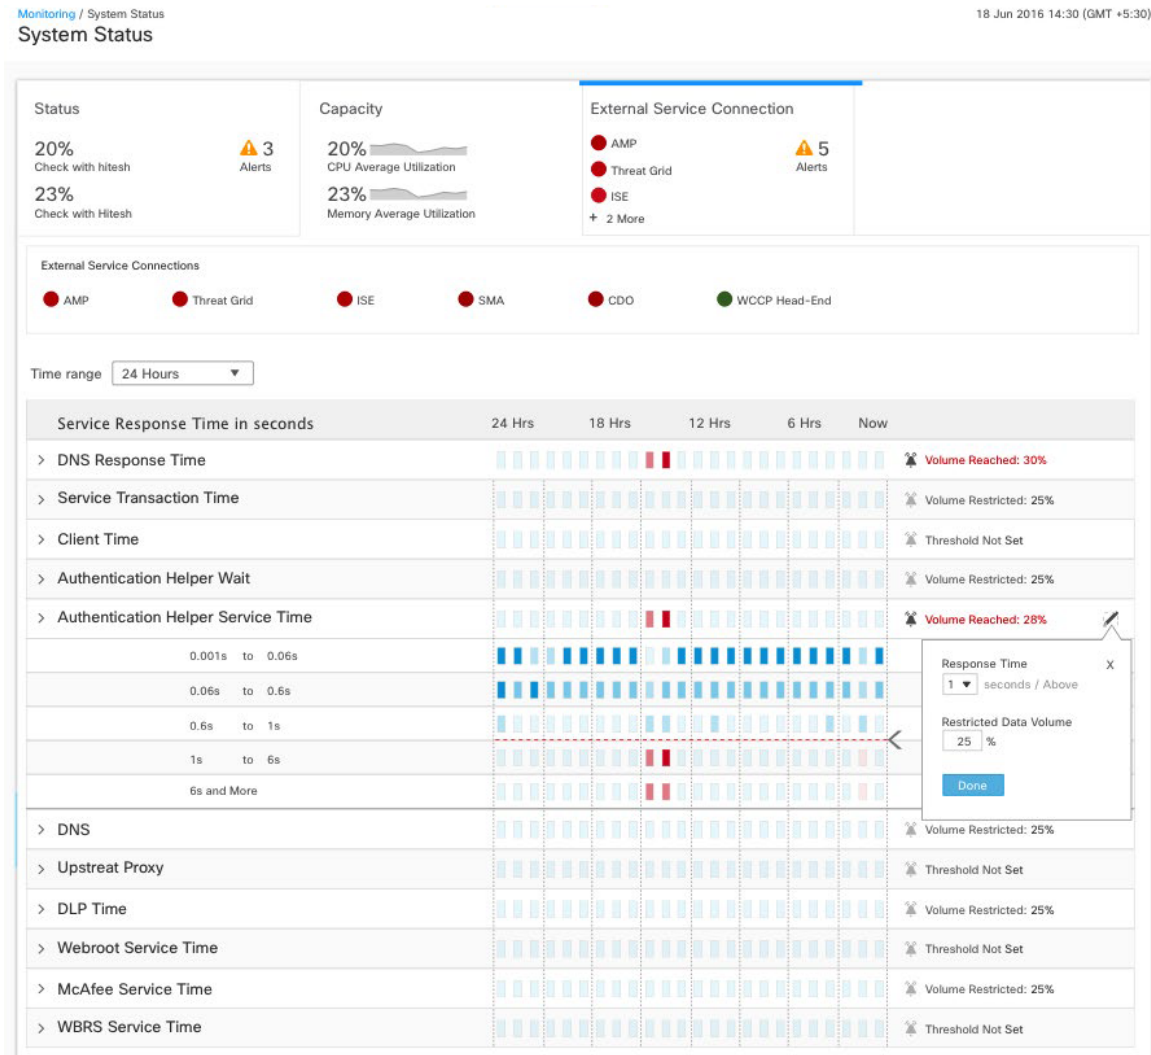 Monitoring / System Status
18 Jun 2016 14:30 (GMT +5:30)
System Status
Status
20%
Check with hitesh
3
Alerts
23%
Check with Hitesh
Capacity
20%
CPU Average Utilization
23%
Memory Average Utilization
External Service Connection
AMP
Threat Grid
ISE
+ 2 More
5
Alerts
External Service Connections
AMP Threat Grid ISE SMA CDO WCCP Head-End
Time range 24 Hours
Service Response Time in seconds 24 Hrs 18 Hrs 12 Hrs 6 Hrs Now
> DNS Response Time Volume Reached: 30%
> Service Transaction Time Volume Restricted: 25%
> Client Time Threshold Not Set
> Authentication Helper Wait Volume Restricted: 25%
> Authentication Helper Service Time Volume Reached: 28%
0.001s to 0.06s
0.06s to 0.6s
0.6s to 1s
1s to 6s
6s and More
Response Time X
1 seconds / Above
Restricted Data Volume
25 %
Done
> DNS Volume Restricted: 25%
> Upstreat Proxy Threshold Not Set
> DLP Time Volume Restricted: 25%
> Webroot Service Time Threshold Not Set
> McAfee Service Time Volume Restricted: 25%
> WBRS Service Time Threshold Not Set